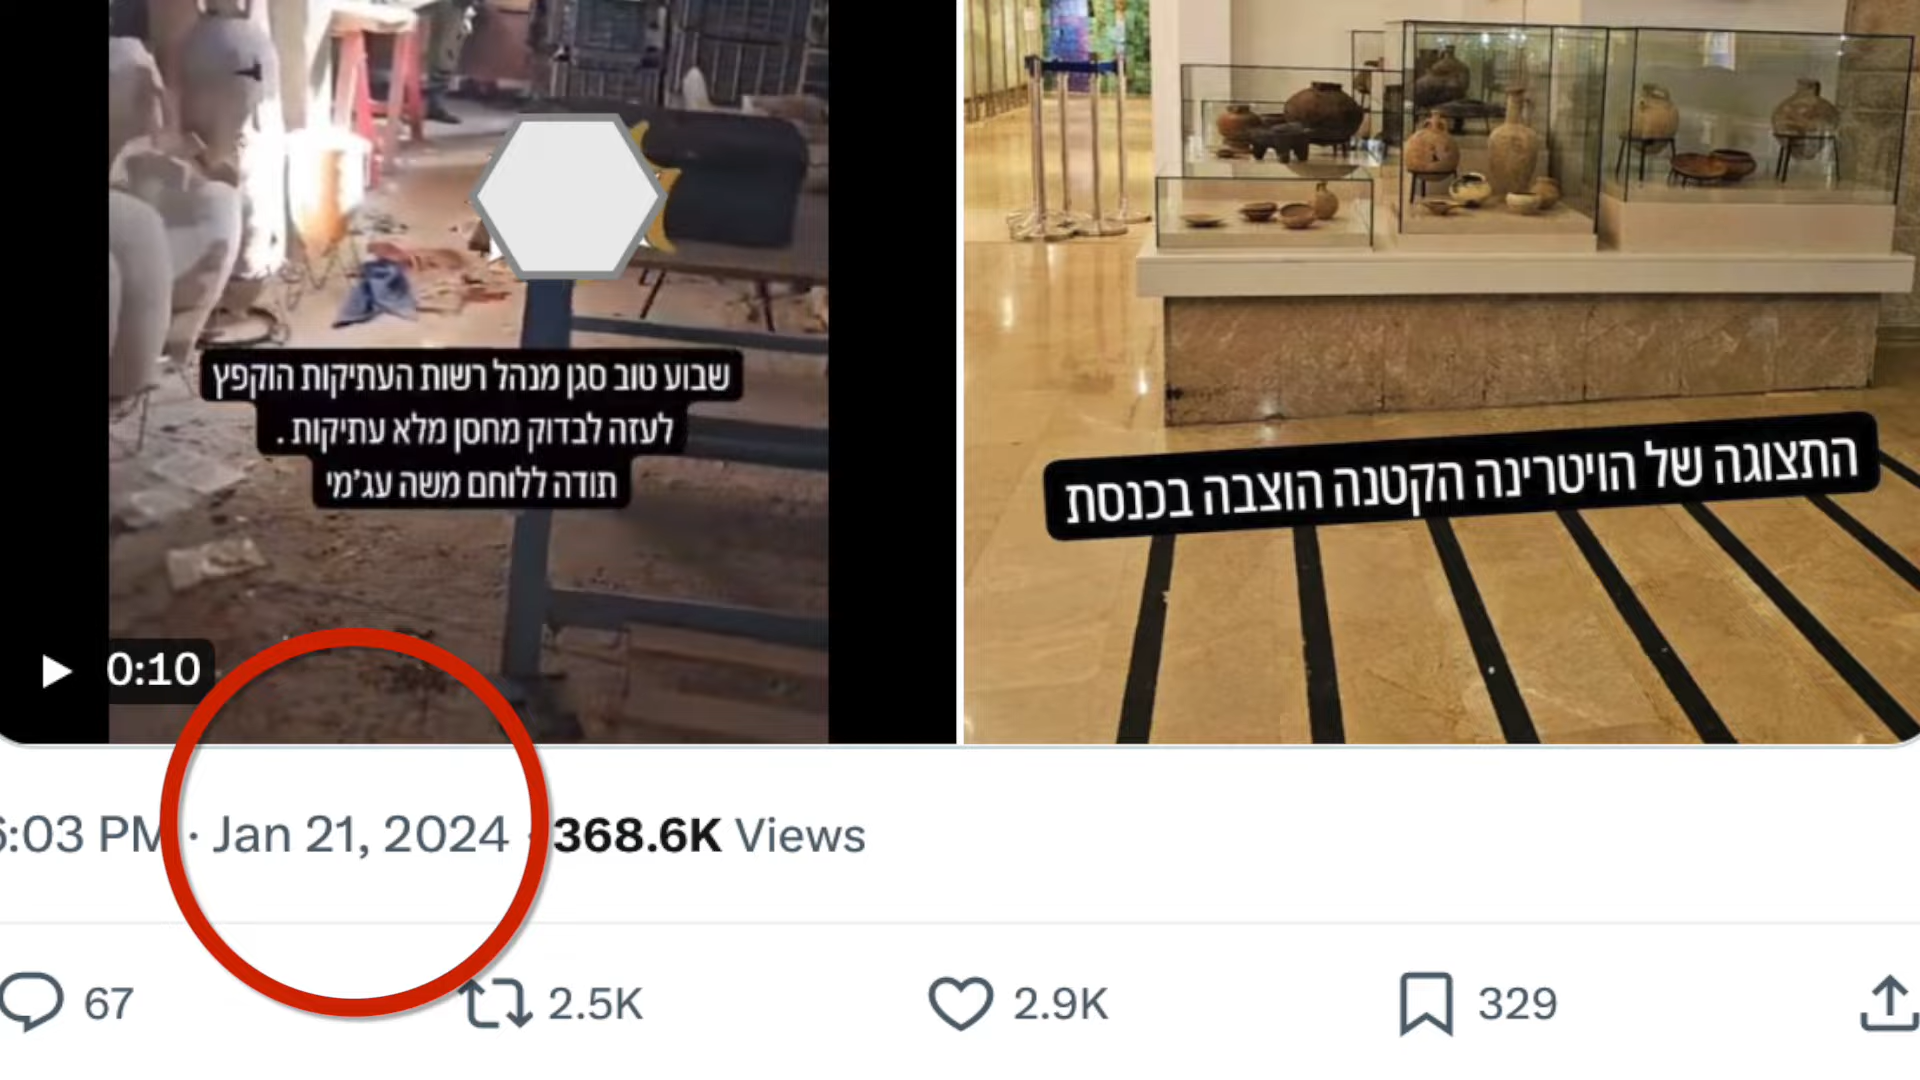 שבוע טוב סגן מנהל רשות העתיקות הוקפץ
לעזה לבדוק מחסן מלא עתיקות .
תודה ללוחם משה עג'מי
התצוגה של הויטרינה הקטנה הוצבה בכנסת
0:10
6:03 PM · Jan 21, 2024 · 368.6K Views
67 2.5K 2.9K 329